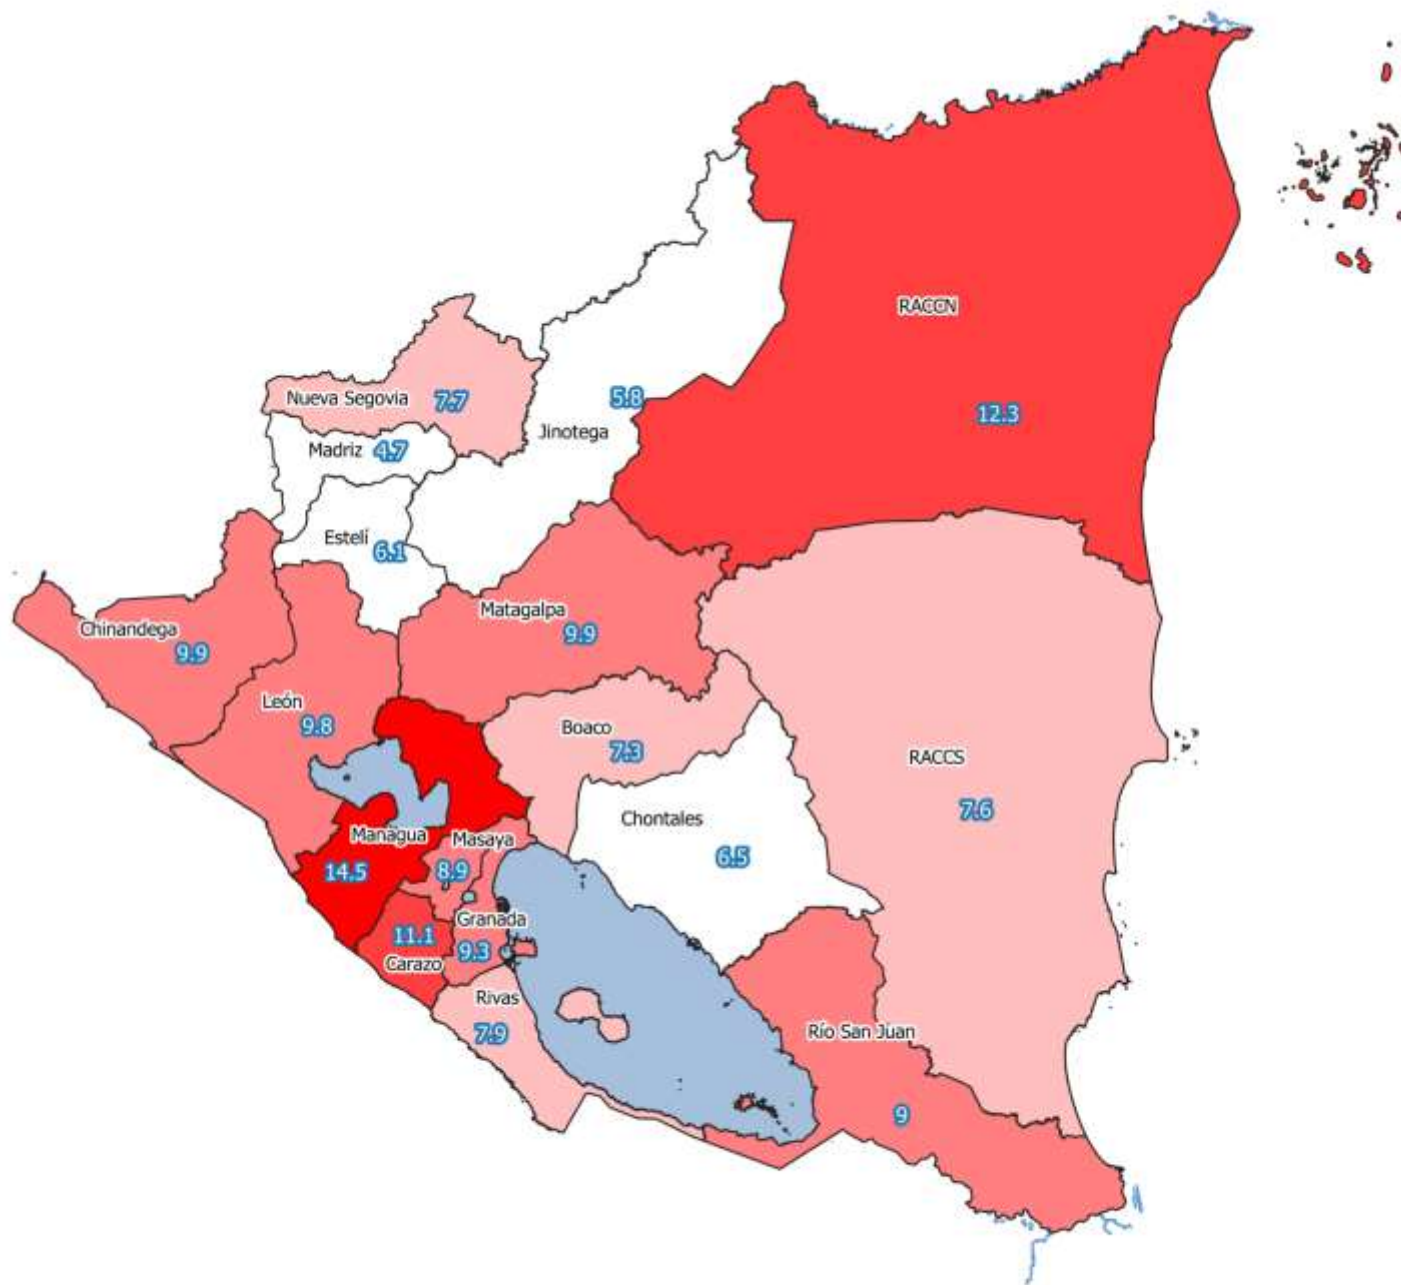 RACCN
12.3
Nueva Segovia
7.7
Jinotega
5.8
Madriz
4.7
Estelí
6.1
Matagalpa
9.9
Chinandega
9.9
León
9.8
Boaco
7.3
RACCS
7.6
Chontales
6.5
Managua
14.5
Masaya
8.9
Granada
9.3
11.1
Carazo
Rivas
7.9
Río San Juan
9